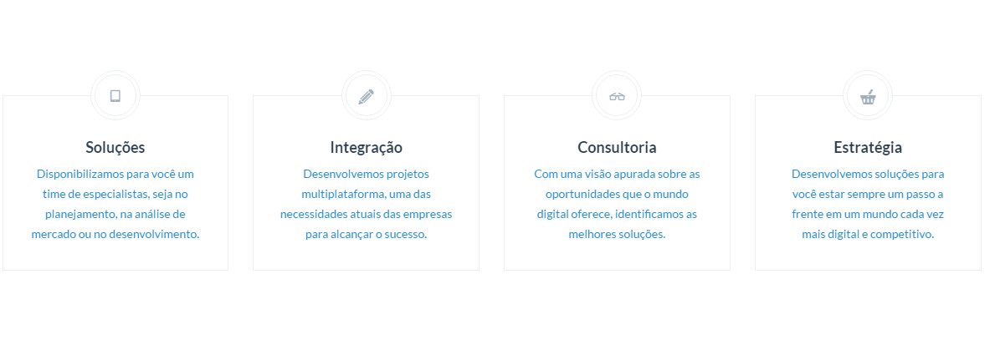 Soluções
Disponibilizamos para você um
time de especialistas, seja no
planejamento, na análise de
mercado ou no desenvolvimento.
Integração
Desenvolvemos projetos
multiplataforma, uma das
necessidades atuais das empresas
para alcançar o sucesso.
Consultoria
Com uma visão apurada sobre as
oportunidades que o mundo
digital oferece, identificamos as
melhores soluções.
Estratégia
Desenvolvemos soluções para
você estar sempre um passo a
frente em um mundo cada vez
mais digital e competitivo.